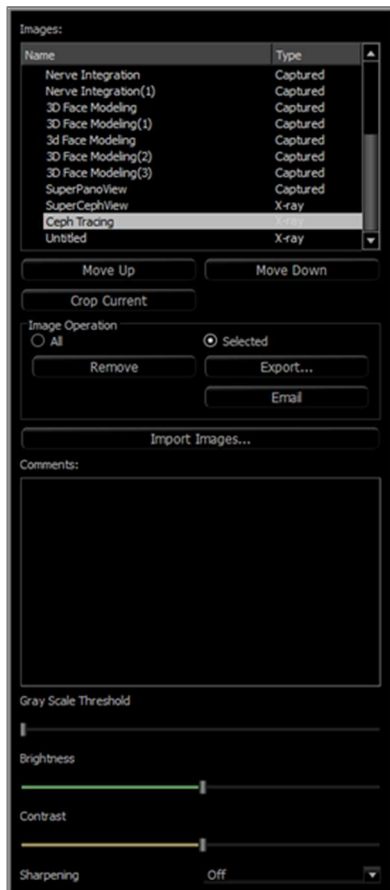 Images:
Name Type
Nerve Integration Captured
Nerve Integration(1) Captured
3D Face Modeling Captured
3D Face Modeling(1) Captured
3d Face Modeling Captured
3D Face Modeling(2) Captured
3D Face Modeling(3) Captured
SuperPanoView Captured
SuperCephView X-ray
Ceph Tracing X-ray
Untitled X-ray
Move Up Move Down
Crop Current
Image Operation
All Selected
Remove Export...
Email
Import Images...
Comments:
Gray Scale Threshold
Brightness
Contrast
Sharpening Off